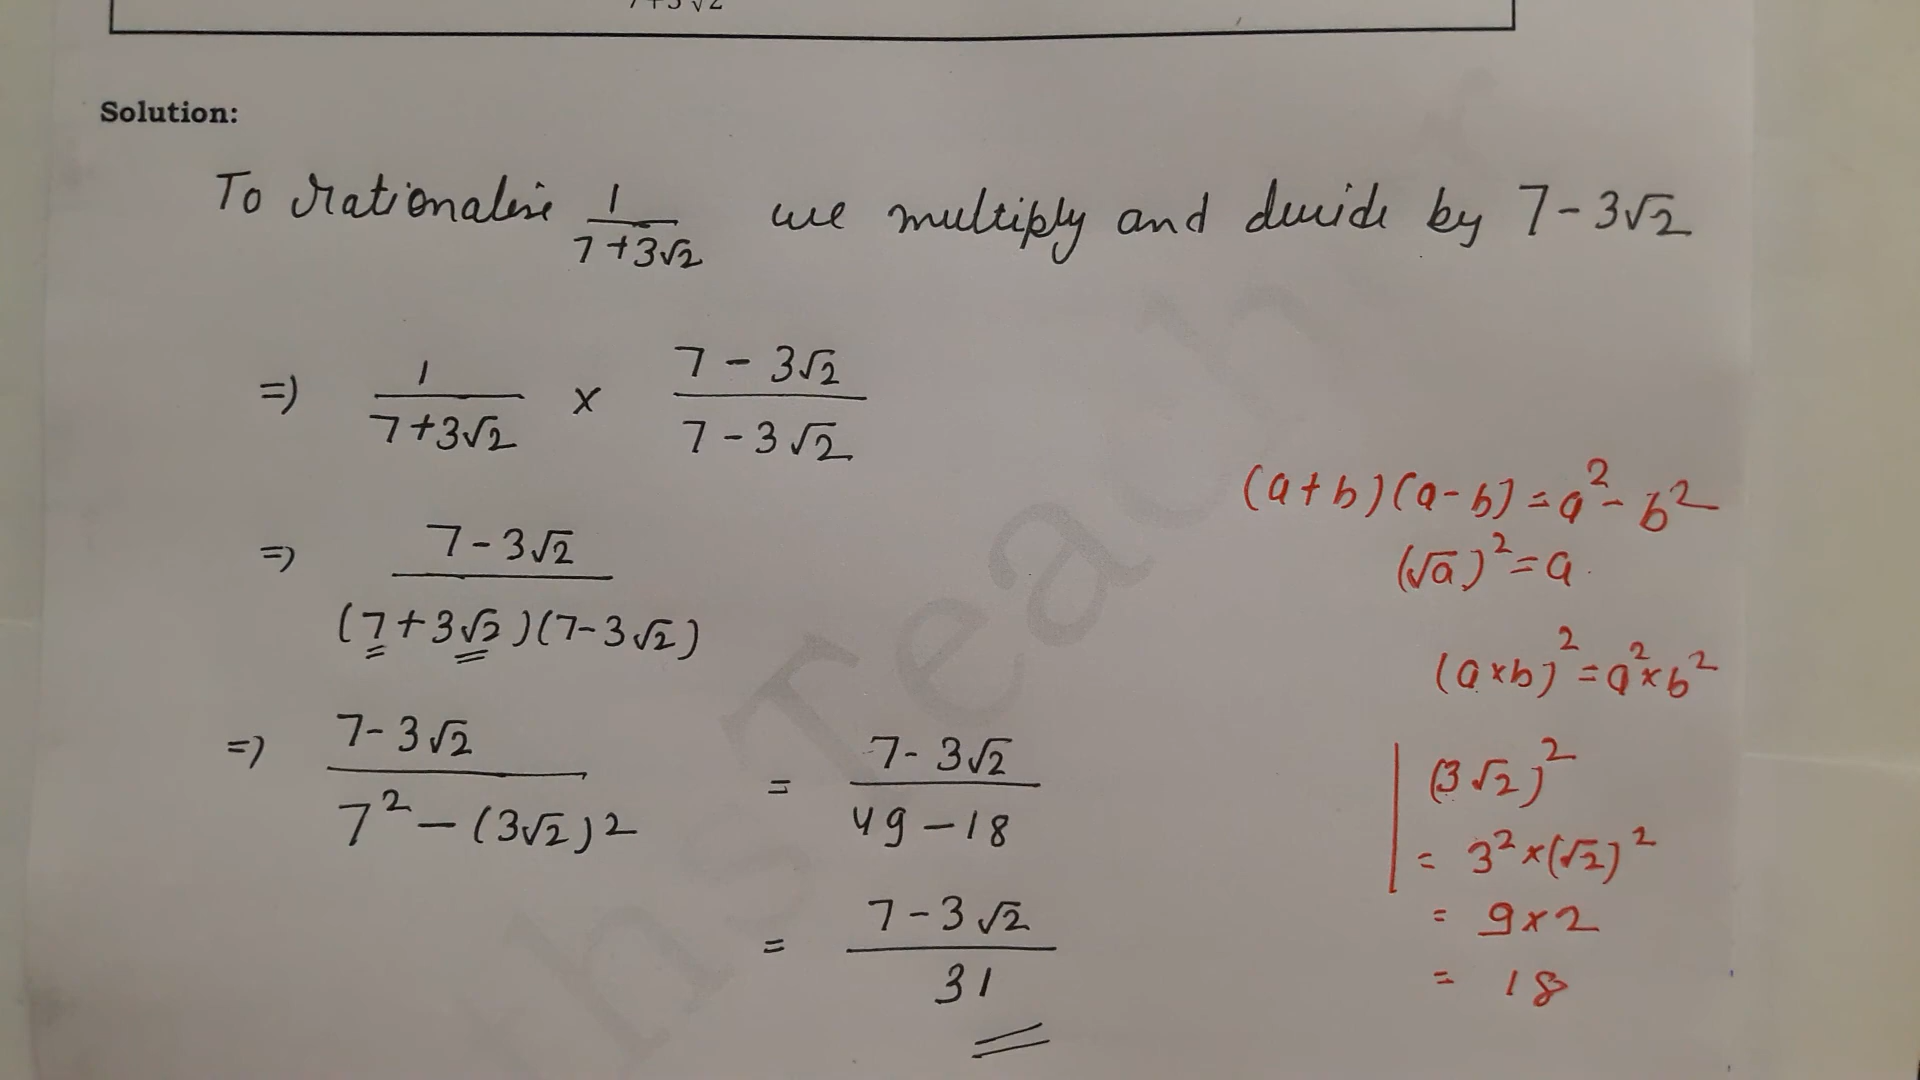 7+3√2
Solution:
To rationalise 1/(7+3√2) we multiply and divide by 7-3√2
=) 1/(7+3√2) x (7-3√2)/(7-3√2)
=) (7-3√2)/((7+3√2)(7-3√2))
=) (7-3√2)/(7²-(3√2)²) = (7-3√2)/(49-18)
= (7-3√2)/31
(a+b)(a-b)=a²-b²
(√a)²=a.
(a×b)²=a²×b²
(3√2)²
= 3²×(√2)²
= 9×2
= 18